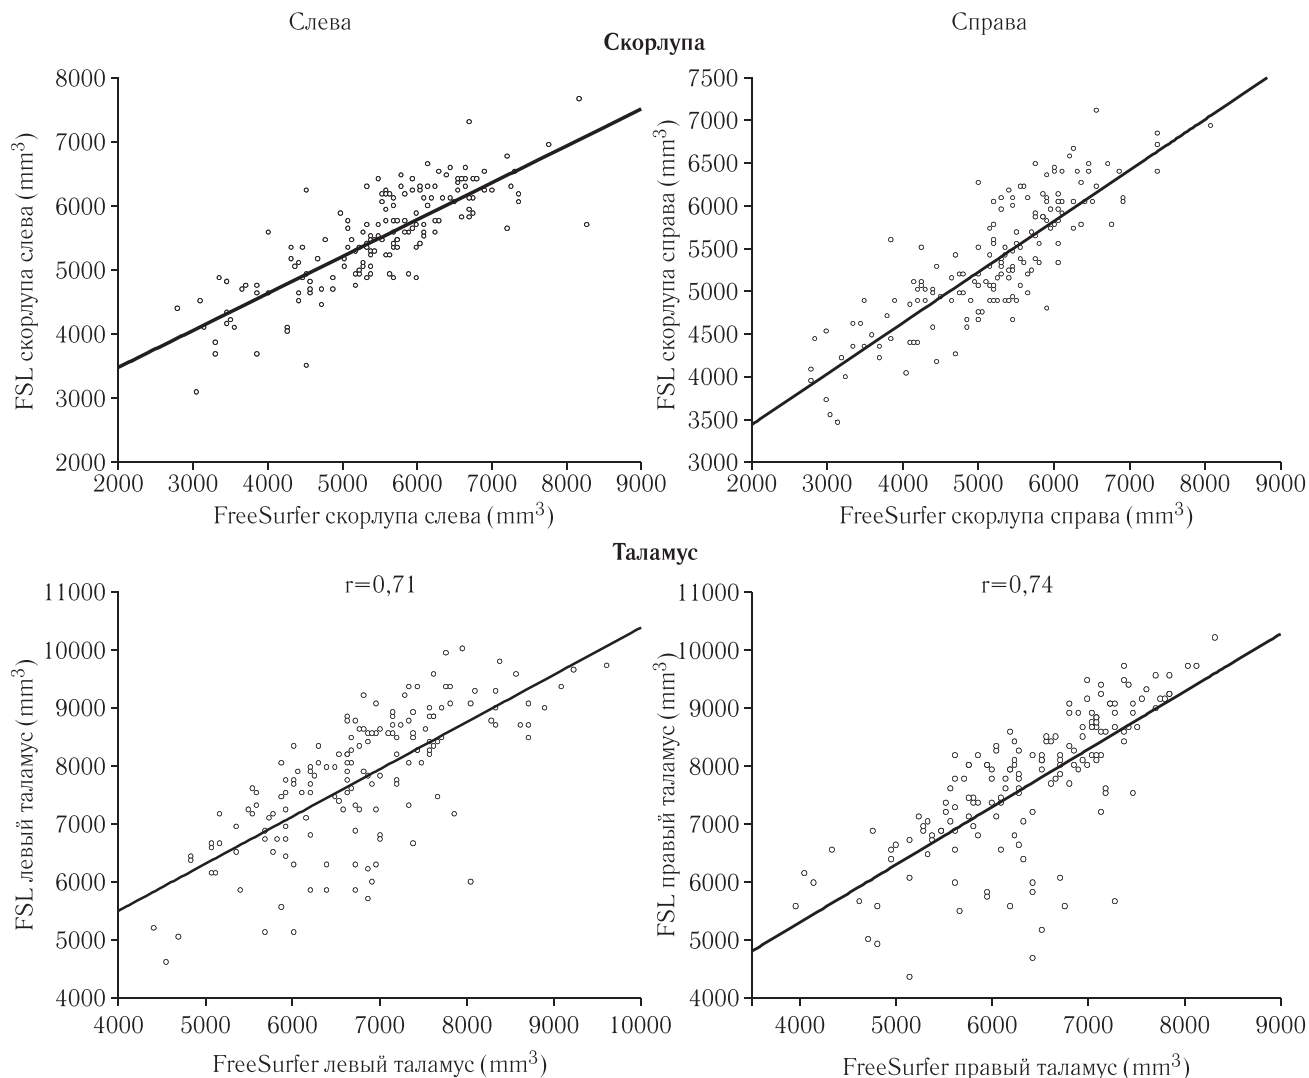 Слева
Справа
Скорлупа
8000
7000
6000
5000
4000
3000
2000
FSL скорлупа слева (mm³)
2000 3000 4000 5000 6000 7000 8000 9000
FreeSurfer скорлупа слева (mm³)
7500
7000
6500
6000
5500
5000
4500
4000
3500
3000
FSL скорлупа справа (mm³)
2000 3000 4000 5000 6000 7000 8000 9000
FreeSurfer скорлупа справа (mm³)
Таламус
r=0,71
11000
10000
9000
8000
7000
6000
5000
4000
FSL левый таламус (mm³)
4000 5000 6000 7000 8000 9000 10000
FreeSurfer левый таламус (mm³)
r=0,74
11000
10000
9000
8000
7000
6000
5000
4000
FSL правый таламус (mm³)
4000 5000 6000 7000 8000 9000
FreeSurfer правый таламус (mm³)